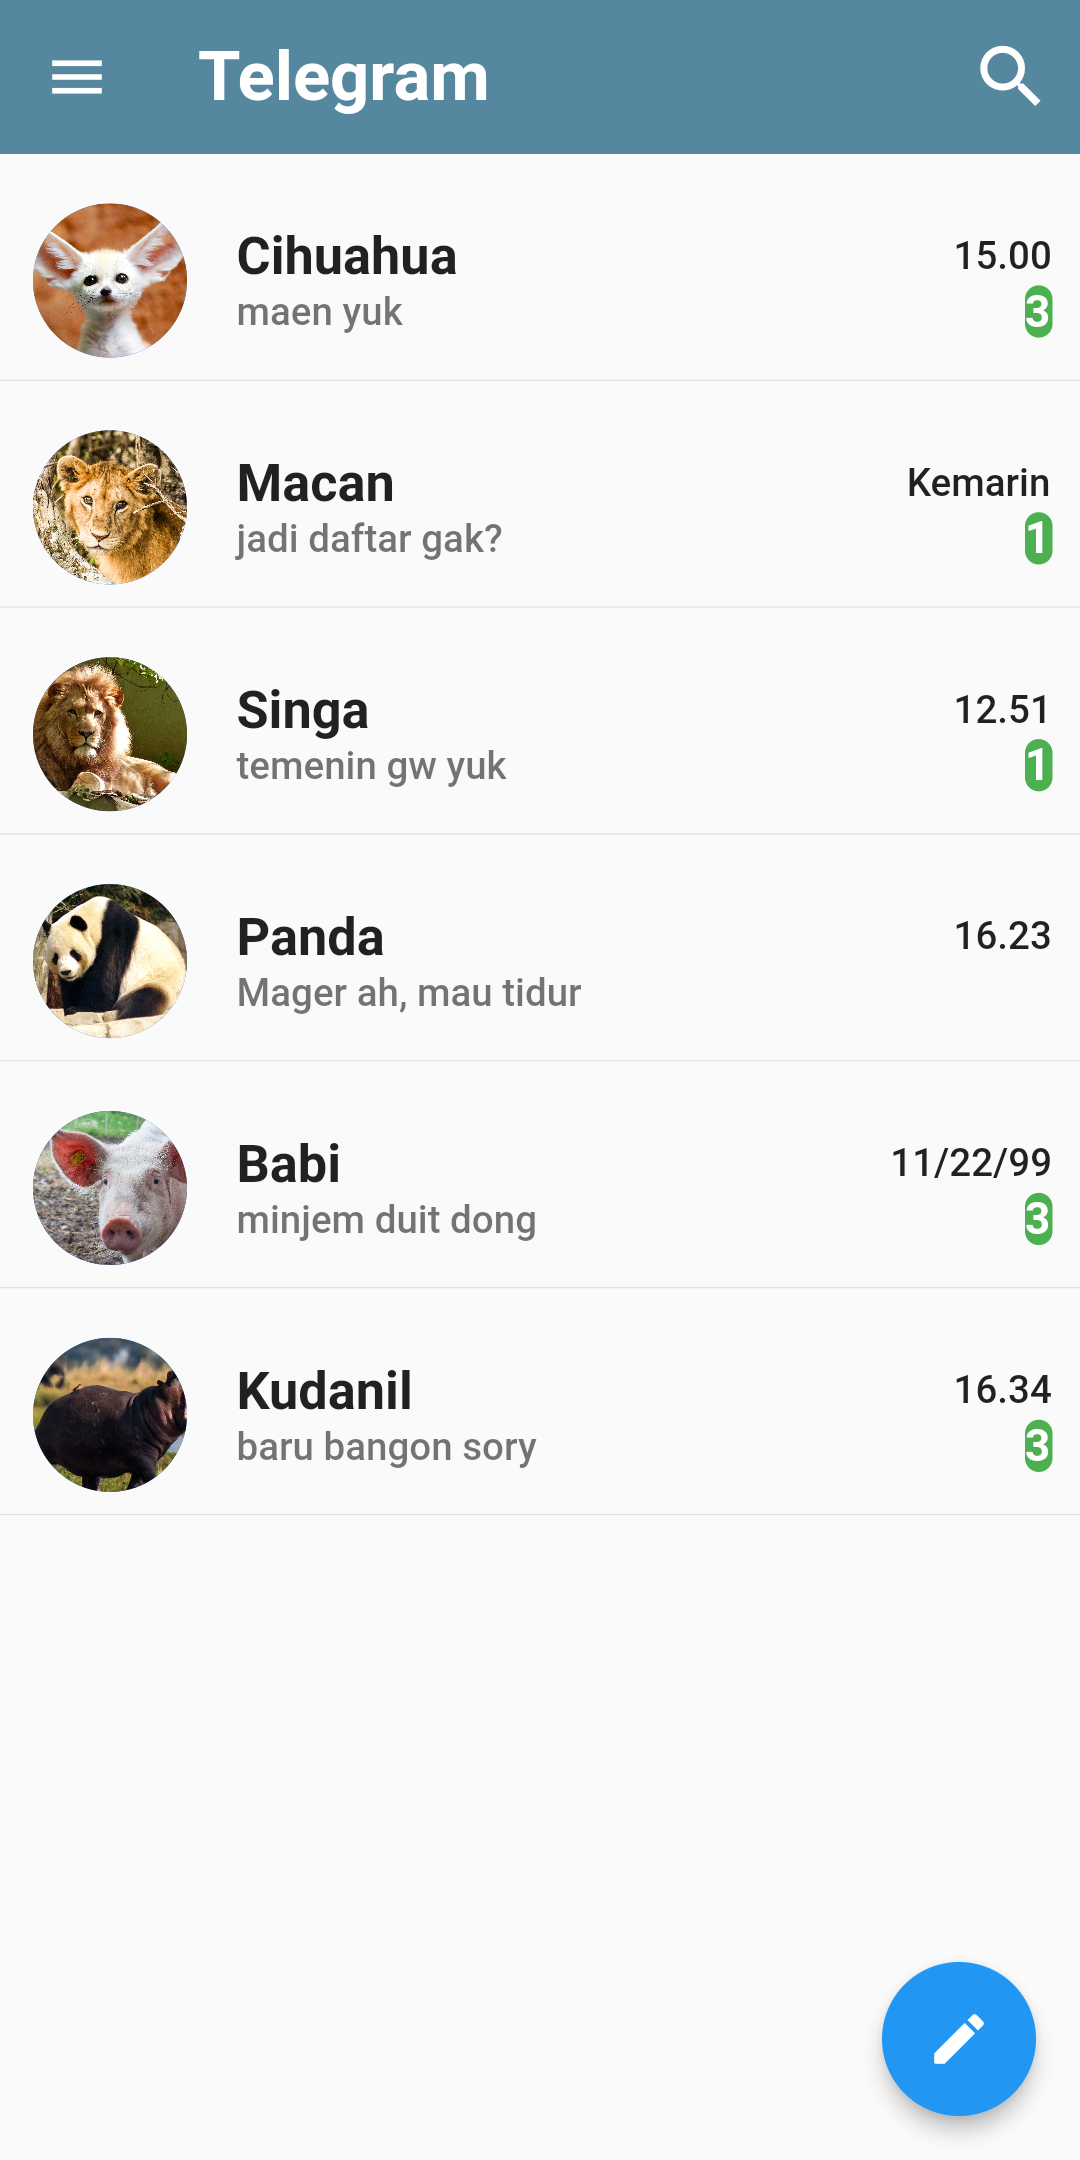 Telegram
Cihuahua
15.00
maen yuk
3
Macan
Kemarin
jadi daftar gak?
1
Singa
12.51
temenin gw yuk
1
Panda
16.23
Mager ah, mau tidur
Babi
11/22/99
minjem duit dong
3
Kudanil
16.34
baru bangon sory
3